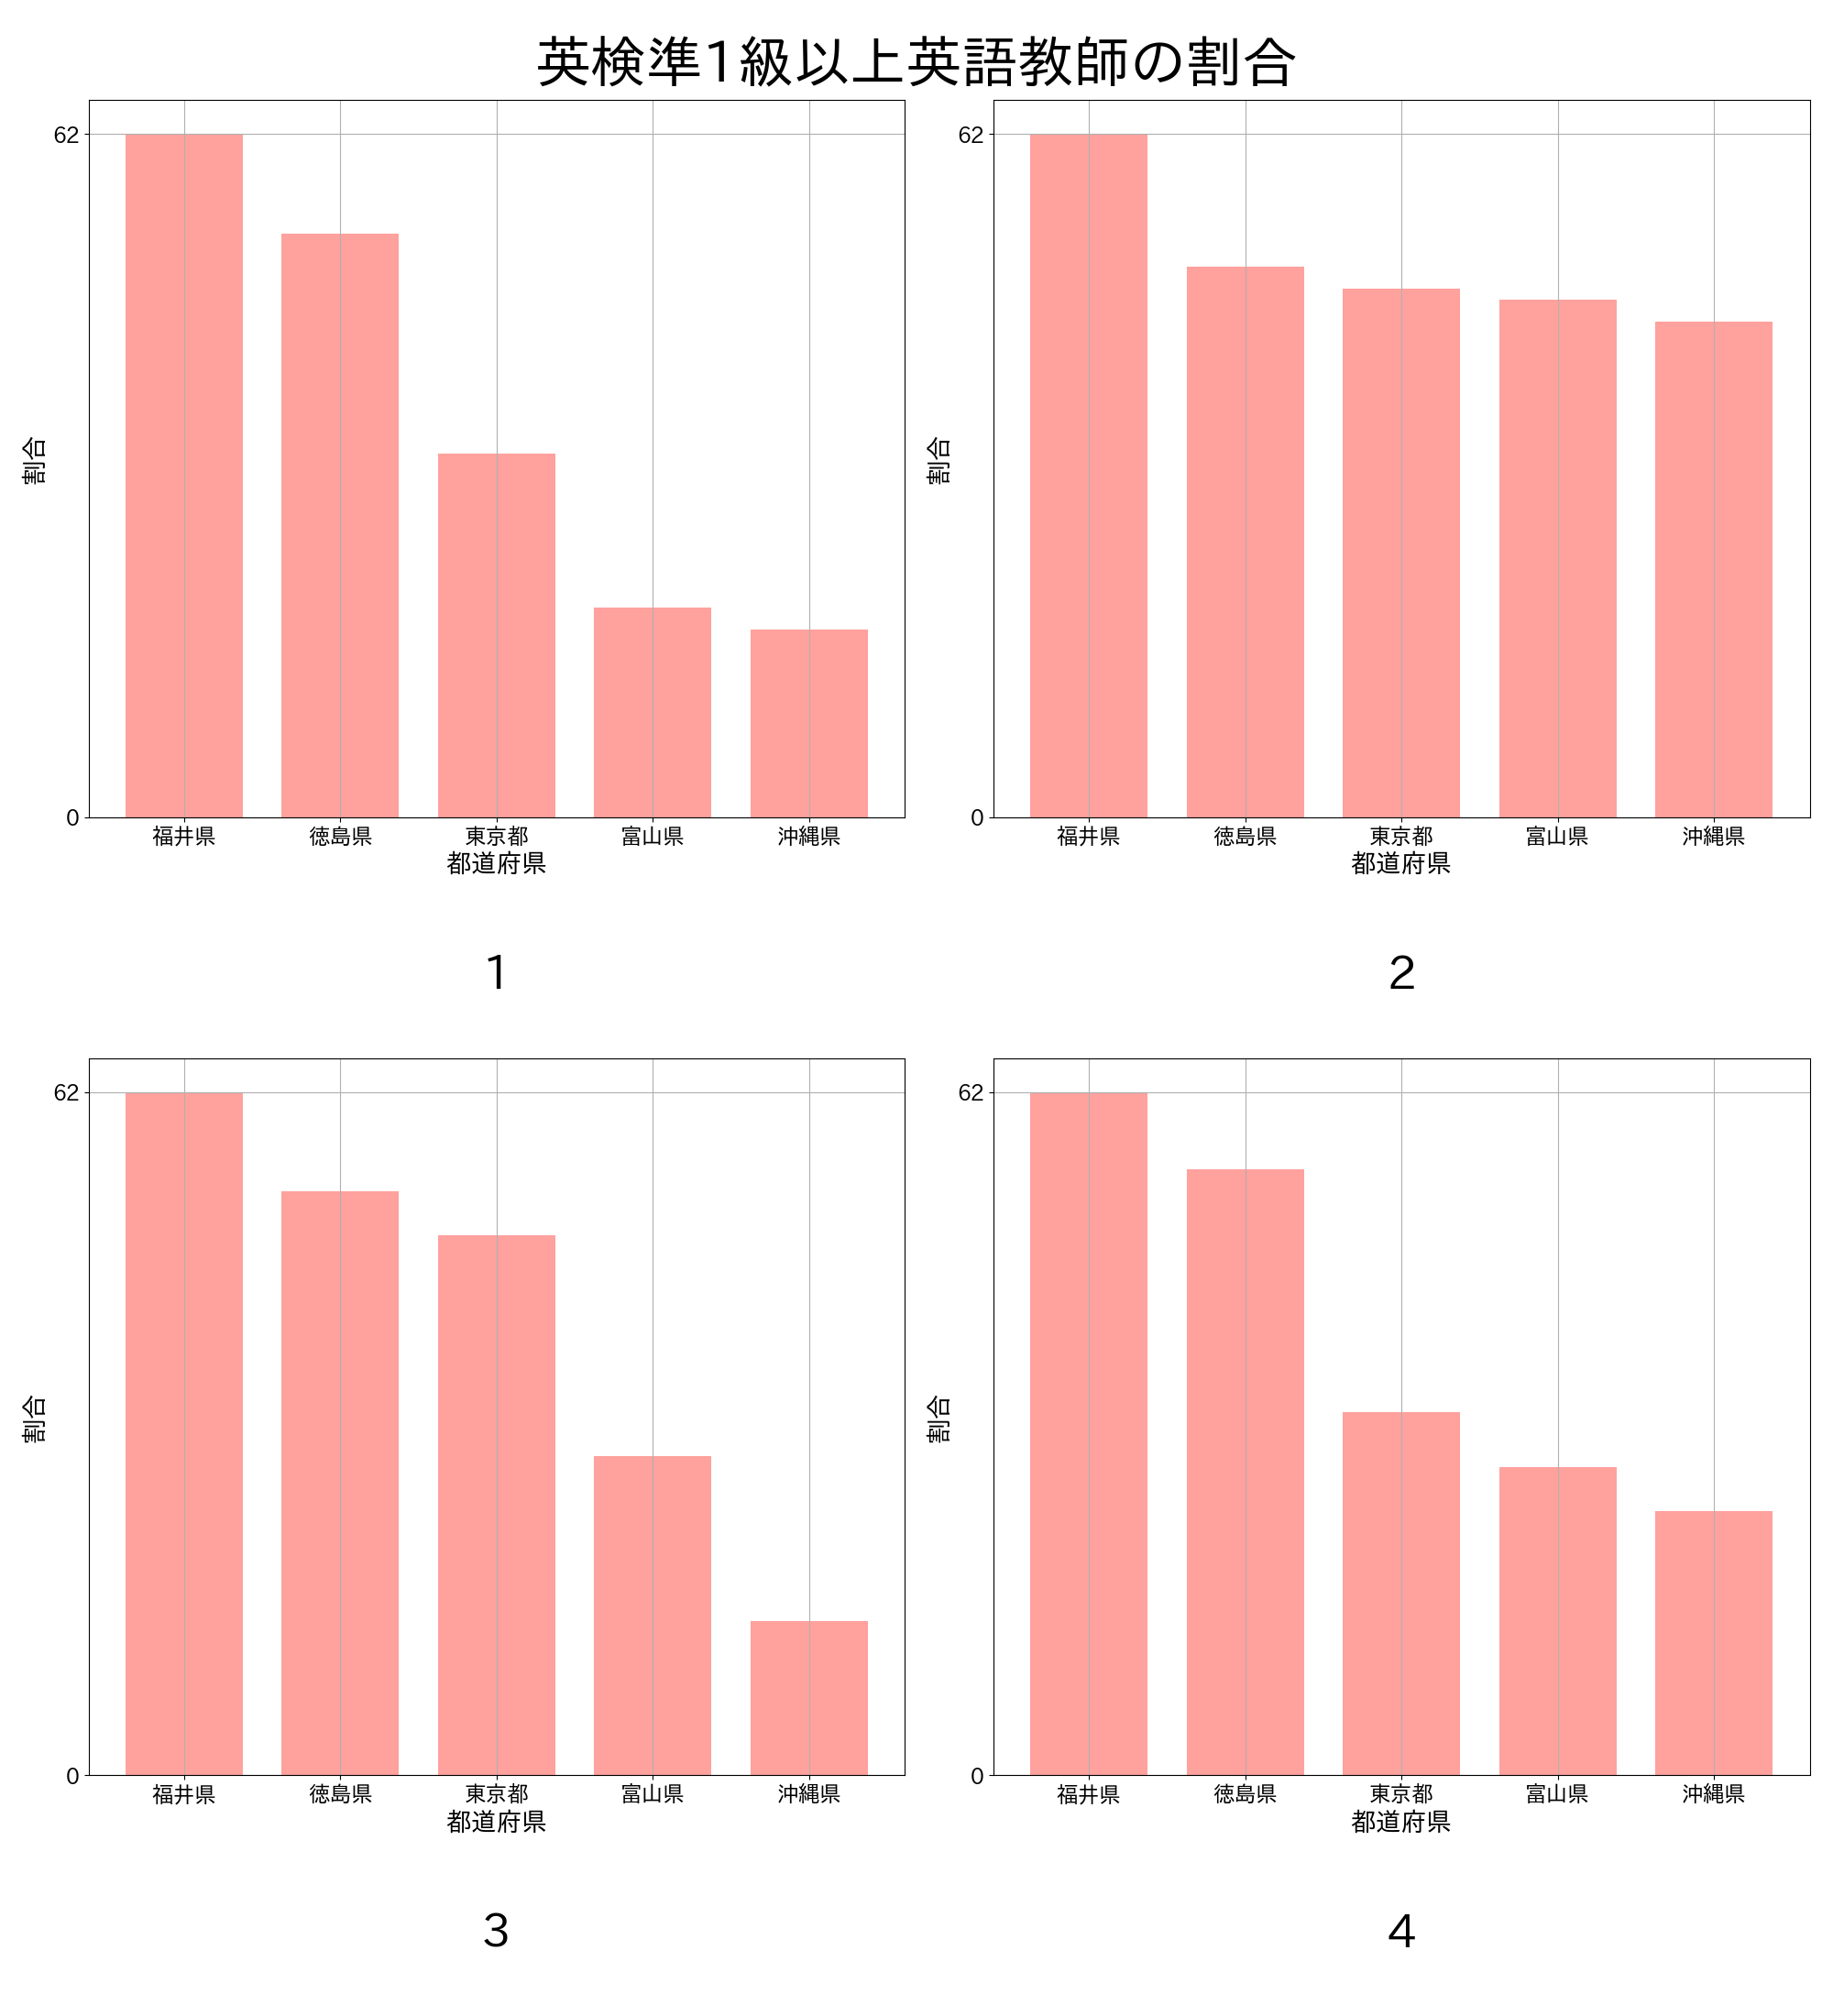 英検準1級以上英語教師の割合
62
0
割合
福井県 徳島県 東京都 富山県 沖縄県
都道府県
1
62
0
割合
福井県 徳島県 東京都 富山県 沖縄県
都道府県
2
62
0
割合
福井県 徳島県 東京都 富山県 沖縄県
都道府県
3
62
0
割合
福井県 徳島県 東京都 富山県 沖縄県
都道府県
4